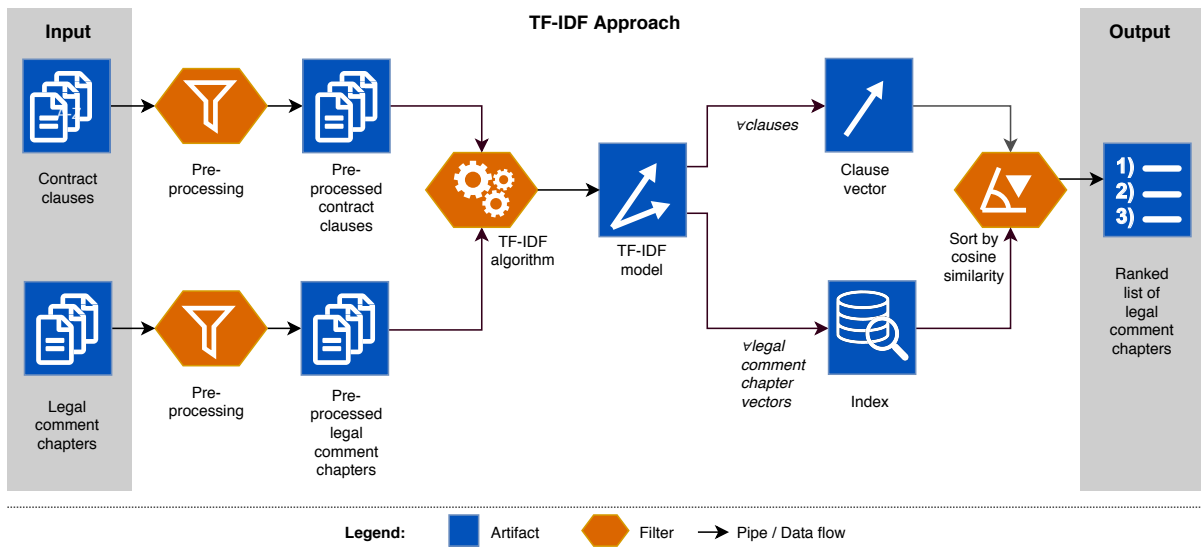 TF-IDF Approach
Input
Output
Contract
clauses
Pre-
processing
Pre-
processed
contract
clauses
TF-IDF
algorithm
TF-IDF
model
∀clauses
Clause
vector
Sort by
cosine
similarity
1)
2)
3)
Ranked
list of
legal
comment
chapters
Legal
comment
chapters
Pre-
processing
Pre-
processed
legal
comment
chapters
∀legal
comment
chapter
vectors
Index
Legend:
Artifact
Filter
Pipe / Data flow